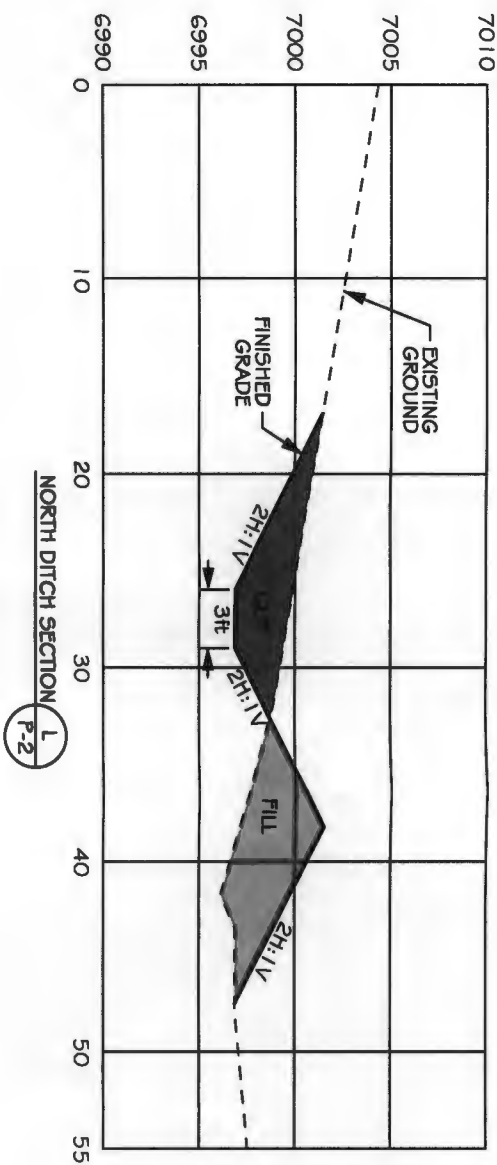 7010
7005
7000
6995
6990
0
10
20
30
40
50
55
EXISTING
GROUND
FINISHED
GRADE
2H:1V
3ft
2H:1V
FILL
2H:1V
NORTH DITCH SECTION
L
P-2